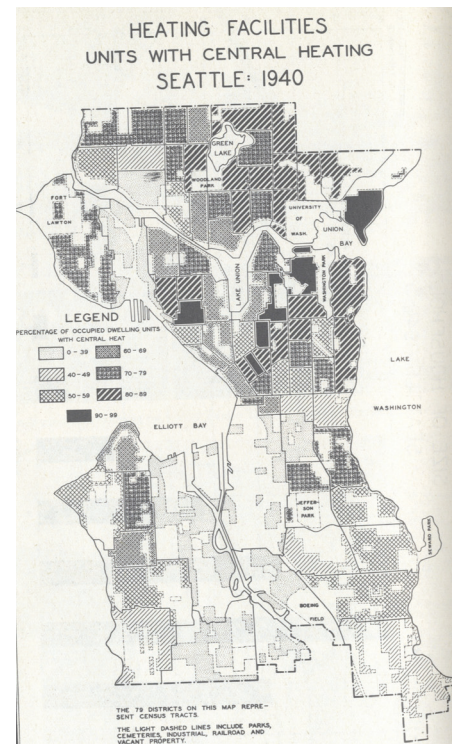 HEATING FACILITIES
UNITS WITH CENTRAL HEATING
SEATTLE: 1940
GREEN
LAKE
WOODLAND
PARK
FORT
LAWTON
UNIVERSITY
OF
WASH.
UNION
BAY
LAKE UNION
WASHINGTON PARK
LEGEND
PERCENTAGE OF OCCUPIED DWELLING UNITS
WITH CENTRAL HEAT
0 - 39
60 - 69
40 - 49
70 - 79
50 - 59
80 - 89
90 - 99
LAKE
WASHINGTON
ELLIOTT BAY
JEFFER-
SON
PARK
SEWARD PARK
BOEING
FIELD
THE 79 DISTRICTS ON THIS MAP REPRE-
SENT CENSUS TRACTS.
THE LIGHT DASHED LINES INCLUDE PARKS,
CEMETERIES, INDUSTRIAL, RAILROAD AND
VACANT PROPERTY.